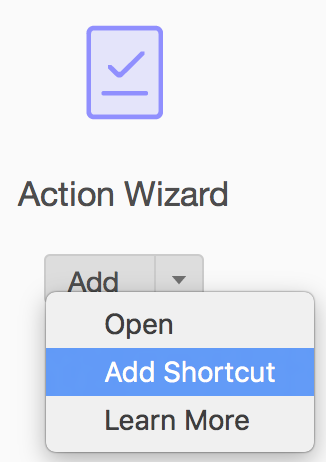 Action Wizard
Add
Open
Add Shortcut
Learn More